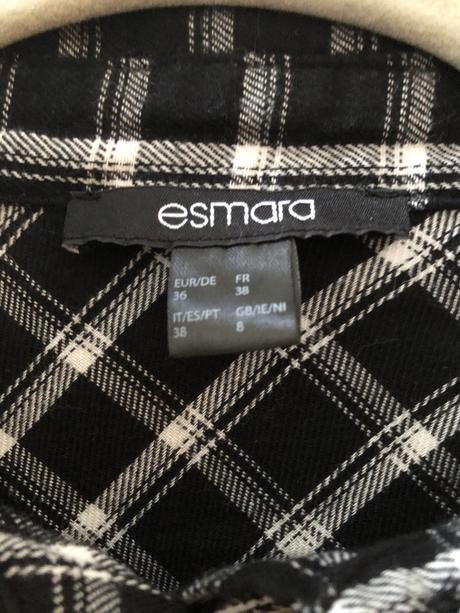 esmara
EUR/DE FR
36 38
IT/ES/PT GB/IE/NI
38 8